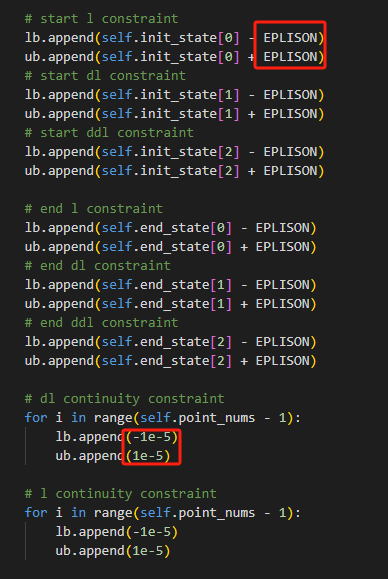 # start l constraint
lb.append(self.init_state[0] - EPLISON)
ub.append(self.init_state[0] + EPLISON)
# start dl constraint
lb.append(self.init_state[1] - EPLISON)
ub.append(self.init_state[1] + EPLISON)
# start ddl constraint
lb.append(self.init_state[2] - EPLISON)
ub.append(self.init_state[2] + EPLISON)

# end l constraint
lb.append(self.end_state[0] - EPLISON)
ub.append(self.end_state[0] + EPLISON)
# end dl constraint
lb.append(self.end_state[1] - EPLISON)
ub.append(self.end_state[1] + EPLISON)
# end ddl constraint
lb.append(self.end_state[2] - EPLISON)
ub.append(self.end_state[2] + EPLISON)

# dl continuity constraint
for i in range(self.point_nums - 1):
    lb.append(-1e-5)
    ub.append(1e-5)

# l continuity constraint
for i in range(self.point_nums - 1):
    lb.append(-1e-5)
    ub.append(1e-5)